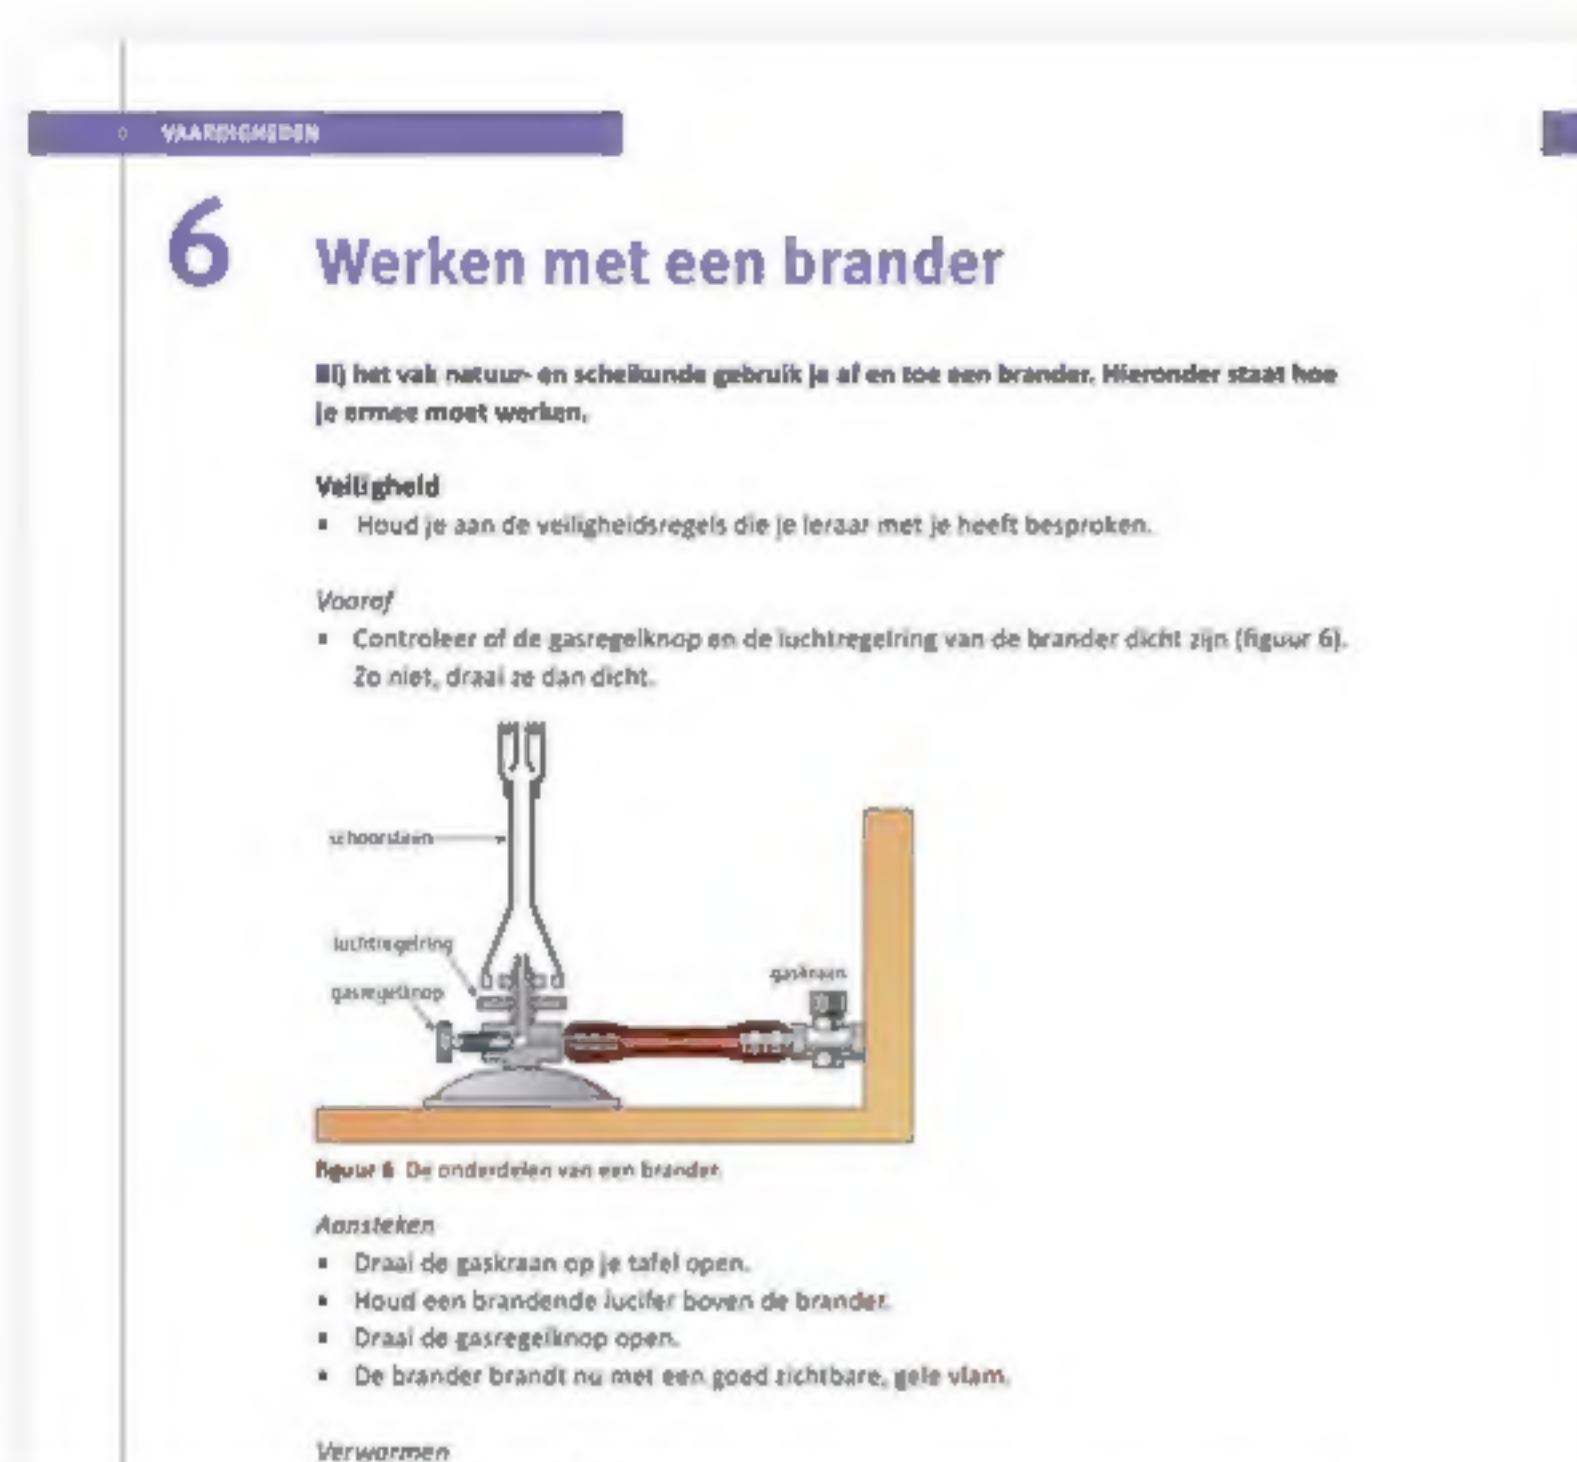 VAARDIGHEDEN
6 Werken met een brander
Bij het vak natuur- en scheikunde gebruik je af en toe een brander. Hieronder staat hoe
je ermee moet werken.
Veiligheid
▪ Houd je aan de veiligheidsregels die je leraar met je heeft besproken.
Vooraf
▪ Controleer of de gasregelknop en de luchtregelring van de brander dicht zijn (figuur 6).
Zo niet, draai ze dan dicht.
schoorsteen
luchtregelring
gaskraan
gasregelknop
figuur 6 De onderdelen van een brander.
Aansteken
▪ Draai de gaskraan op je tafel open.
▪ Houd een brandende lucifer boven de brander.
▪ Draai de gasregelknop open.
▪ De brander brandt nu met een goed zichtbare, gele vlam.
Verwarmen